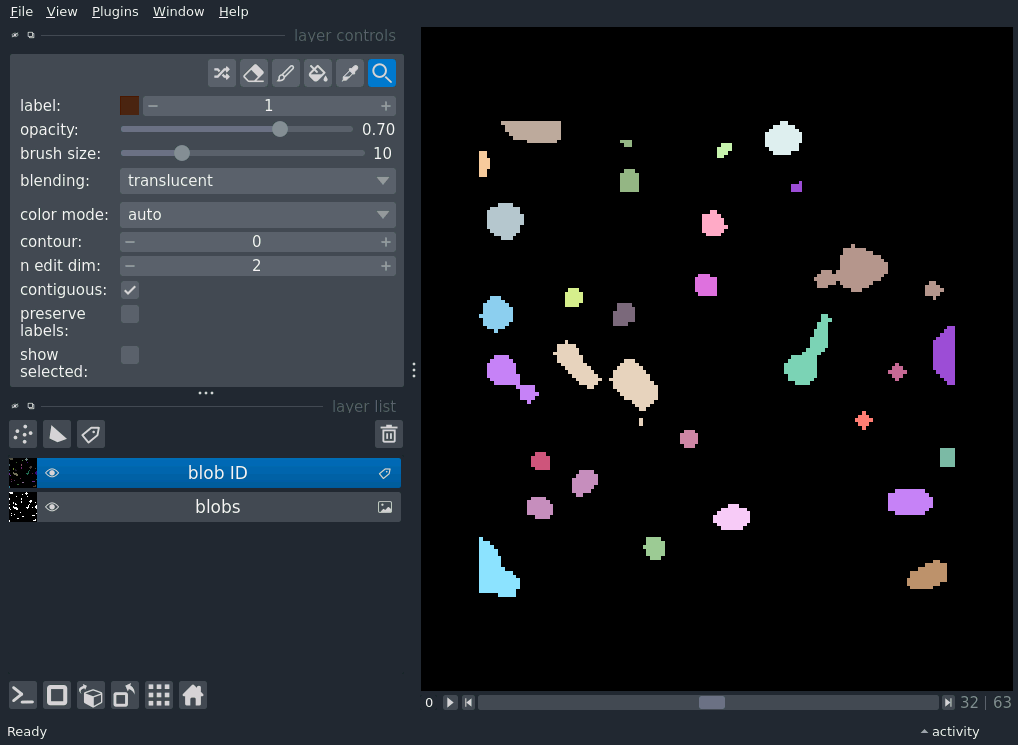 File View Plugins Window Help
layer controls
label: 1
opacity: 0.70
brush size: 10
blending: translucent
color mode: auto
contour: 0
n edit dim: 2
contiguous:
preserve
labels:
show
selected:
layer list
blob ID
blobs
0 32 | 63
Ready activity